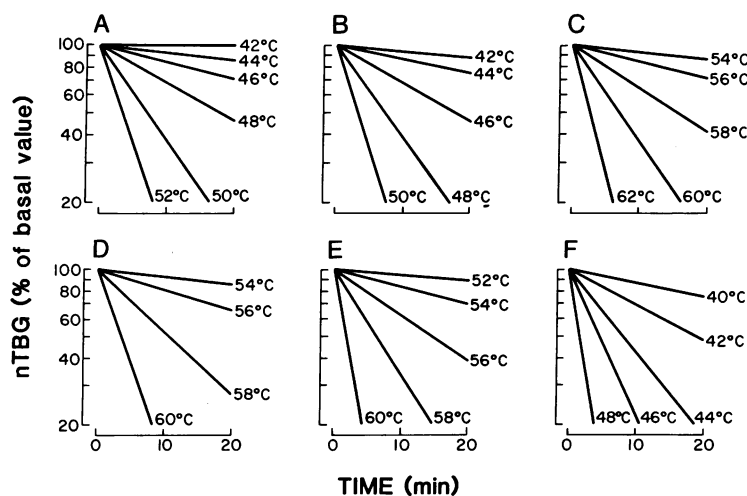 A
100
80
60
40
20
42°C
44°C
46°C
48°C
52°C
50°C
B
42°C
44°C
46°C
50°C
48°C
C
54°C
56°C
58°C
62°C
60°C
D
100
80
60
40
20
54°C
56°C
58°C
60°C
0
10
20
E
52°C
54°C
56°C
60°C
58°C
0
10
20
F
40°C
42°C
48°C
46°C
44°C
0
10
20
nTBG (% of basal value)
TIME (min)